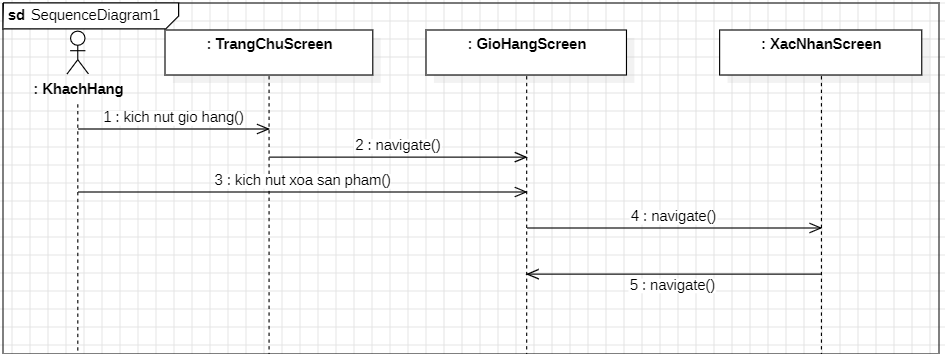 sd SequenceDiagram1
: TrangChuScreen
: GioHangScreen
: XacNhanScreen
: KhachHang
1 : kich nut gio hang()
2 : navigate()
3 : kich nut xoa san pham()
4 : navigate()
5 : navigate()